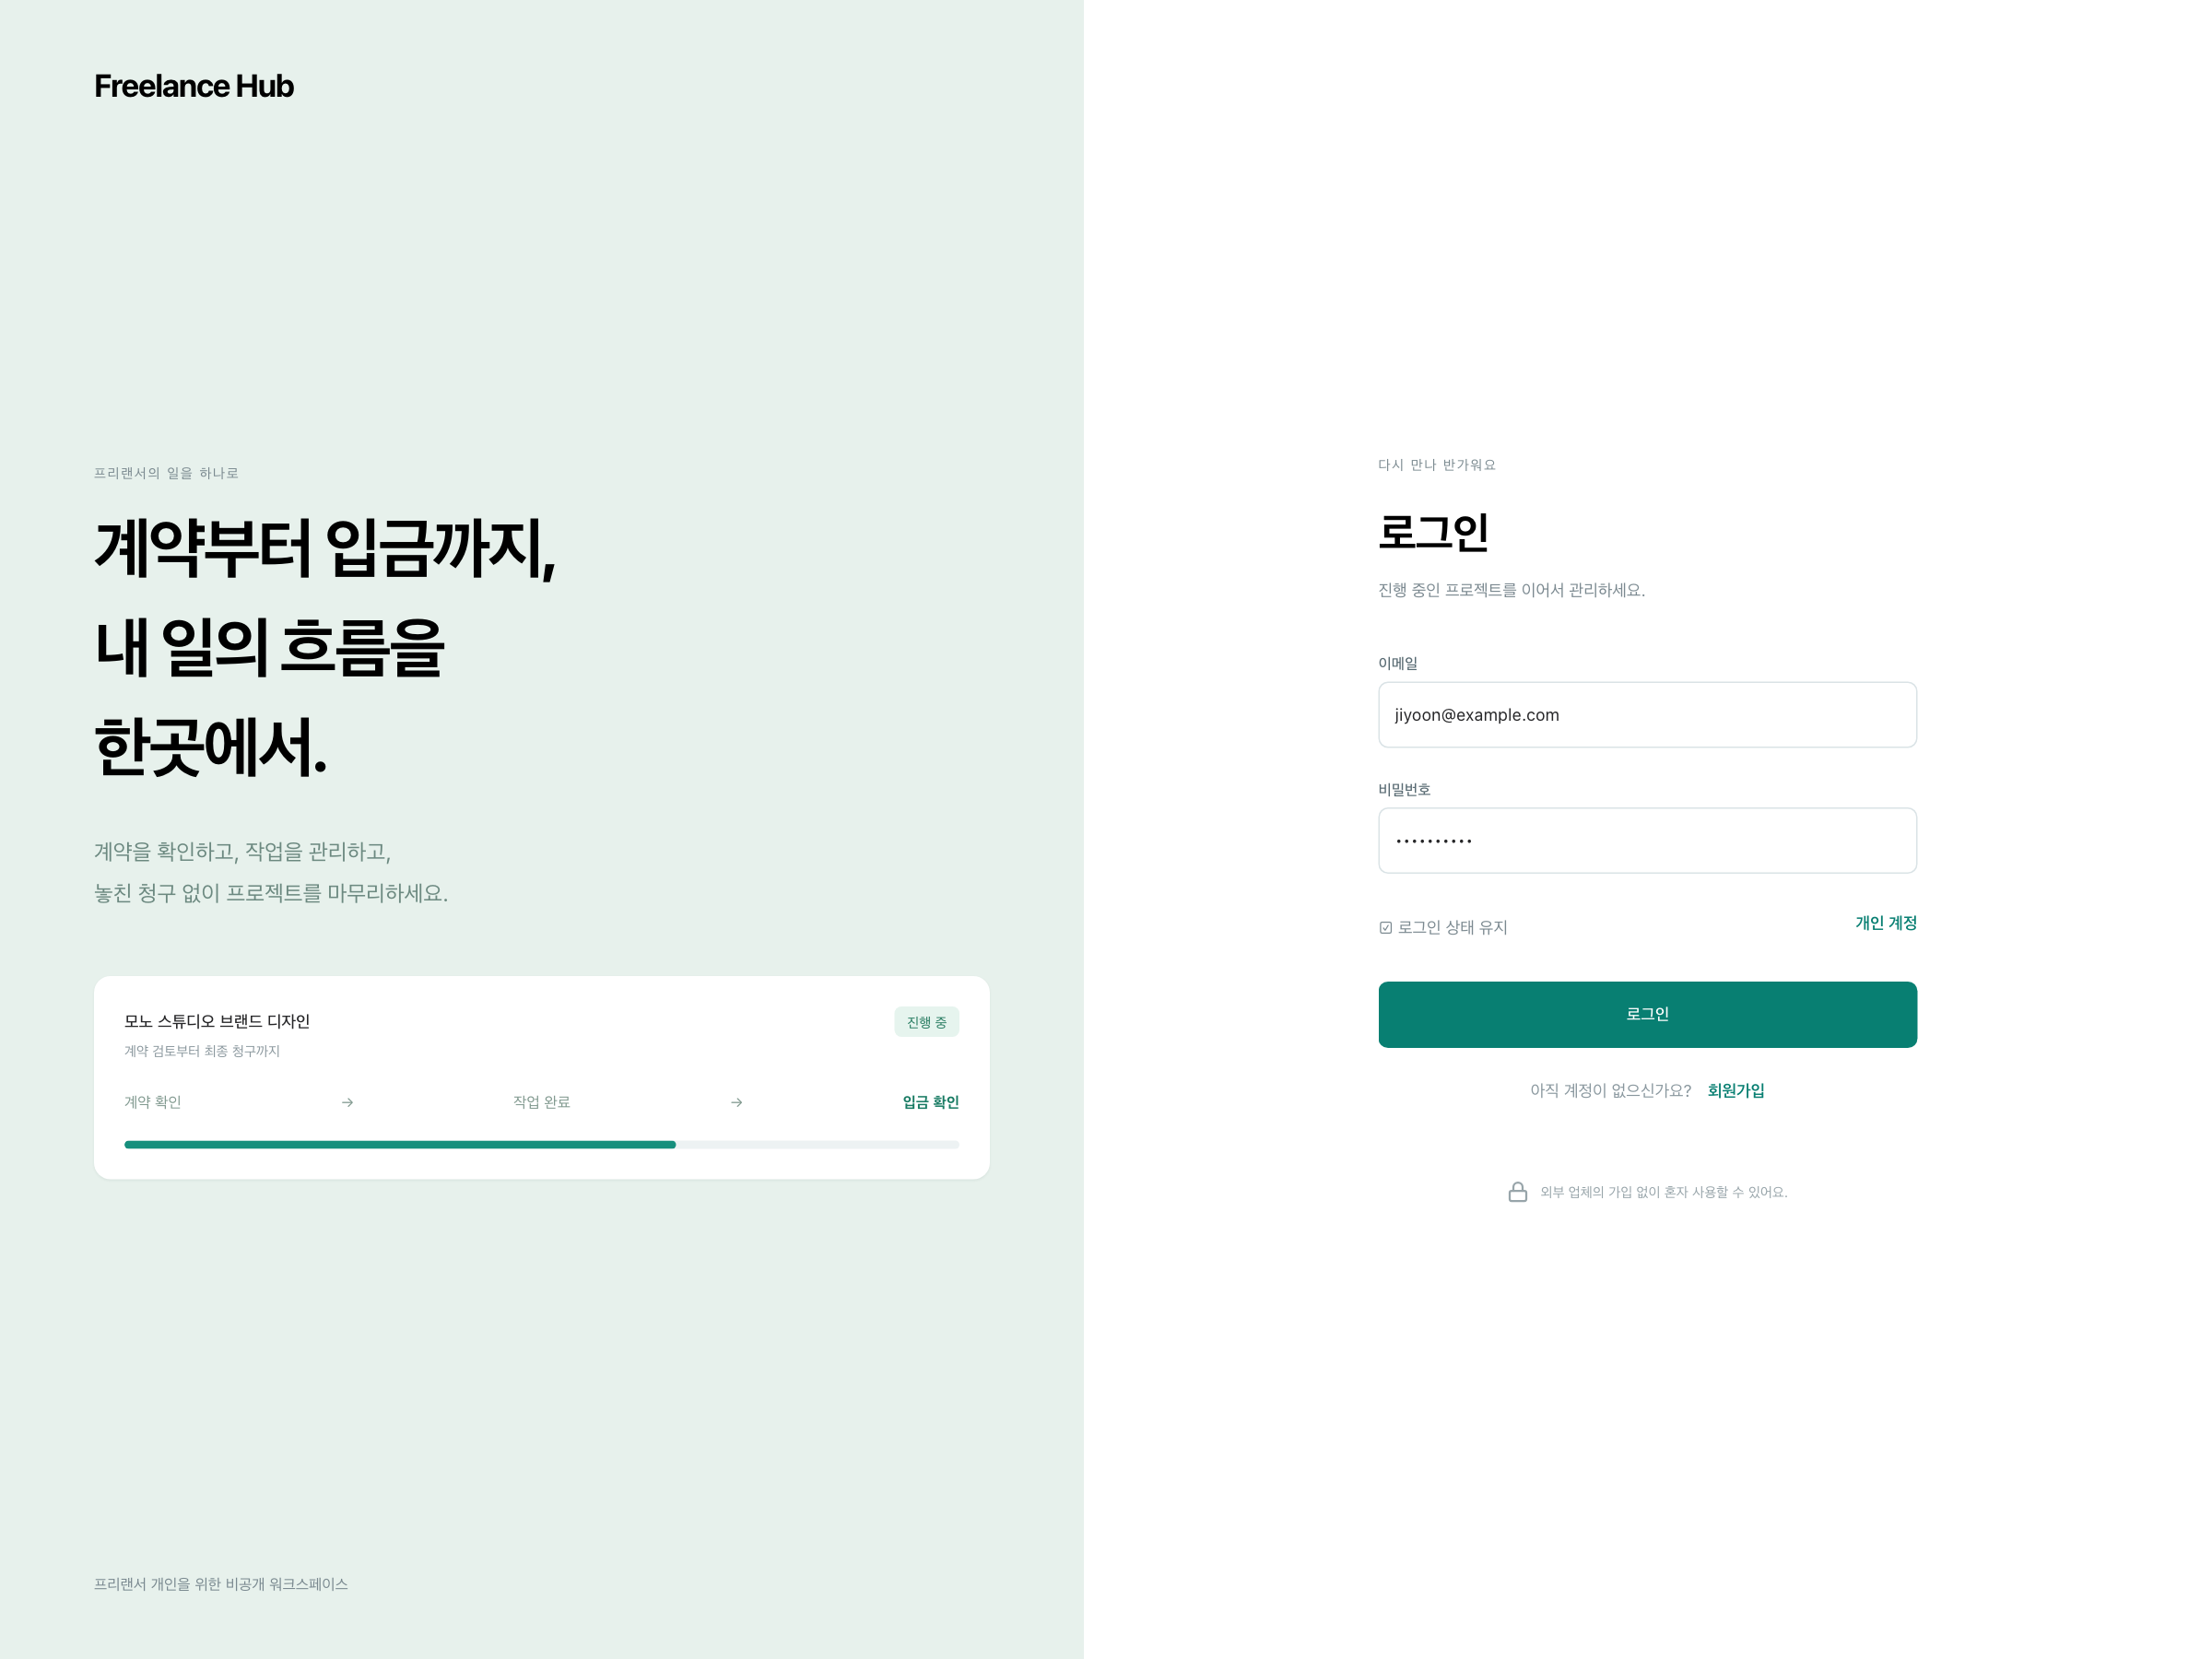 Freelance Hub
프리랜서의 일을 하나로
계약부터 입금까지,
내 일의 흐름을
한곳에서.
계약을 확인하고, 작업을 관리하고,
놓친 청구 없이 프로젝트를 마무리하세요.
모노 스튜디오 브랜드 디자인
진행 중
계약 검토부터 최종 청구까지
계약 확인 → 작업 완료 → 입금 확인
프리랜서 개인을 위한 비공개 워크스페이스
다시 만나 반가워요
로그인
진행 중인 프로젝트를 이어서 관리하세요.
이메일
jiyoon@example.com
비밀번호
••••••••••
로그인 상태 유지
개인 계정
로그인
아직 계정이 없으신가요? 회원가입
외부 업체의 가입 없이 혼자 사용할 수 있어요.